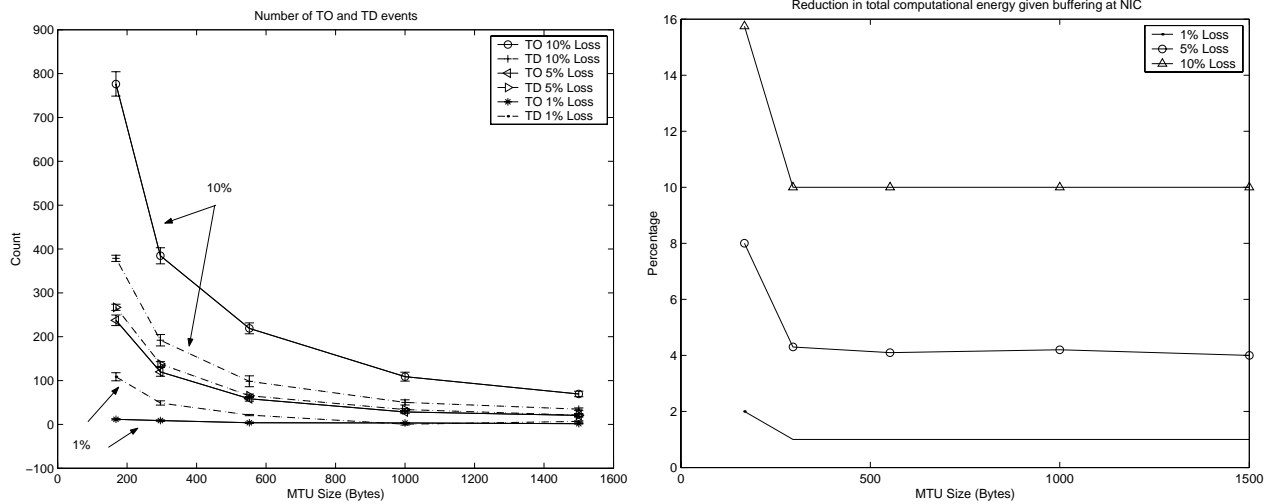 Number of TO and TD events
900
800
700
600
500
400
300
200
100
0
−100
Count
TO 10% Loss
TD 10% Loss
TO 5% Loss
TD 5% Loss
TO 1% Loss
TD 1% Loss
10%
1%
0 200 400 600 800 1000 1200 1400 1600
MTU Size (Bytes)
Reduction in total computational energy given buffering at NIC
16
14
12
10
8
6
4
2
0
Percentage
1% Loss
5% Loss
10% Loss
0 500 1000 1500
MTU Size (Bytes)